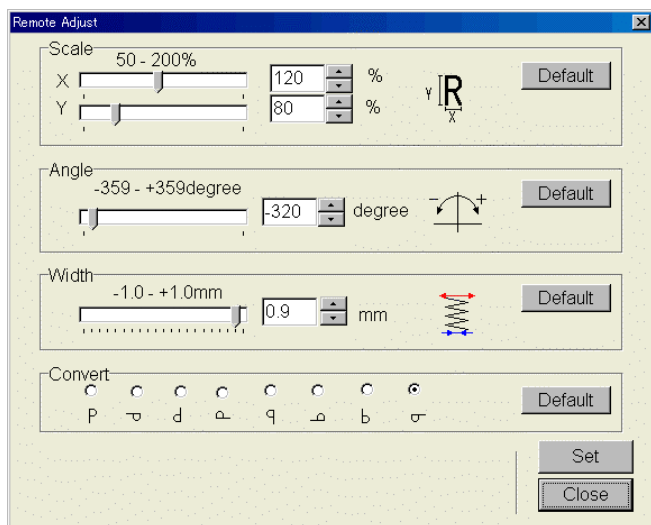 Remote Adjust
Scale
50 - 200%
X 120 %
Y 80 %
Y R X
Default
Angle
-359 - +359degree
-320 degree
- +
Default
Width
-1.0 - +1.0mm
0.9 mm
Default
Convert
P
Default
Set
Close